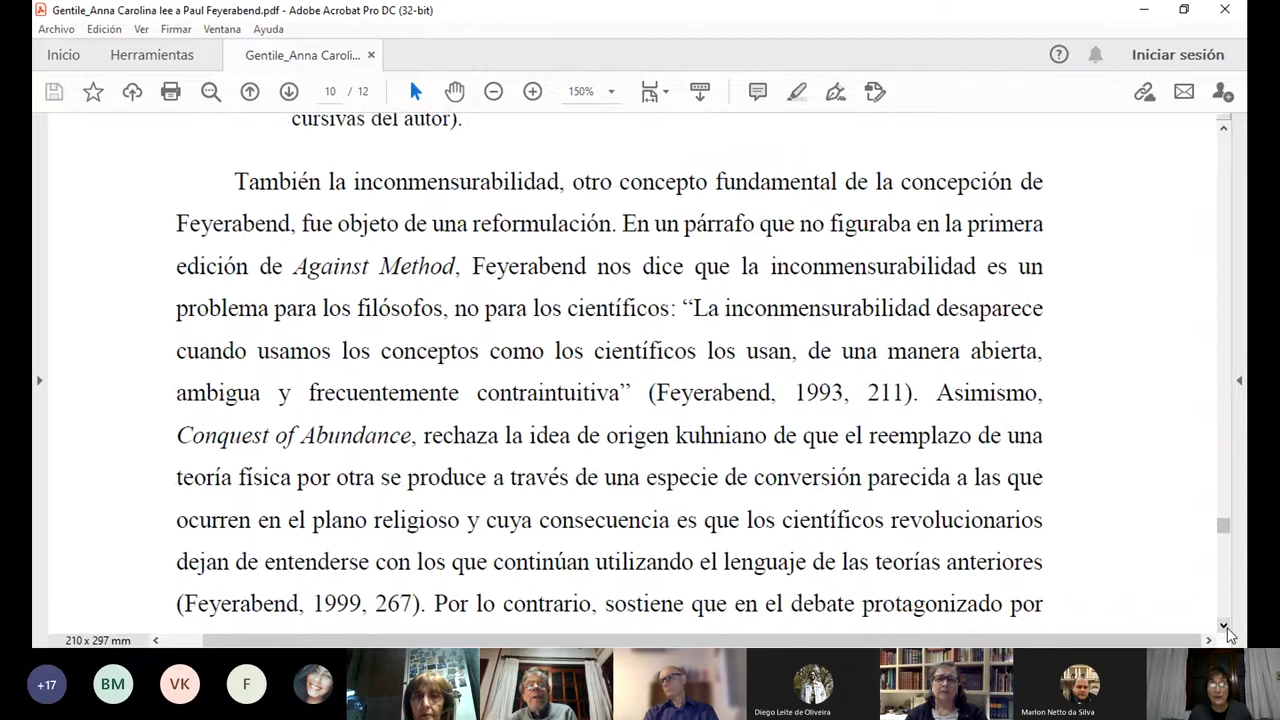 Gentile_Anna Carolina lee a Paul Feyerabend.pdf - Adobe Acrobat Pro DC (32-bit)
Archivo Edición Ver Firmar Ventana Ayuda
Inicio Herramientas Gentile_Anna Caroli... × Iniciar sesión
10 / 12 150%
cursivas del autor).
También la inconmensurabilidad, otro concepto fundamental de la concepción de
Feyerabend, fue objeto de una reformulación. En un párrafo que no figuraba en la primera
edición de Against Method, Feyerabend nos dice que la inconmensurabilidad es un
problema para los filósofos, no para los científicos: “La inconmensurabilidad desaparece
cuando usamos los conceptos como los científicos los usan, de una manera abierta,
ambigua y frecuentemente contraintuitiva” (Feyerabend, 1993, 211). Asimismo,
Conquest of Abundance, rechaza la idea de origen kuhniano de que el reemplazo de una
teoría física por otra se produce a través de una especie de conversión parecida a las que
ocurren en el plano religioso y cuya consecuencia es que los científicos revolucionarios
dejan de entenderse con los que continúan utilizando el lenguaje de las teorías anteriores
(Feyerabend, 1999, 267). Por lo contrario, sostiene que en el debate protagonizado por
210 x 297 mm
+17 BM VK F
Diego Leite de Oliveira Marlon Netto da Silva